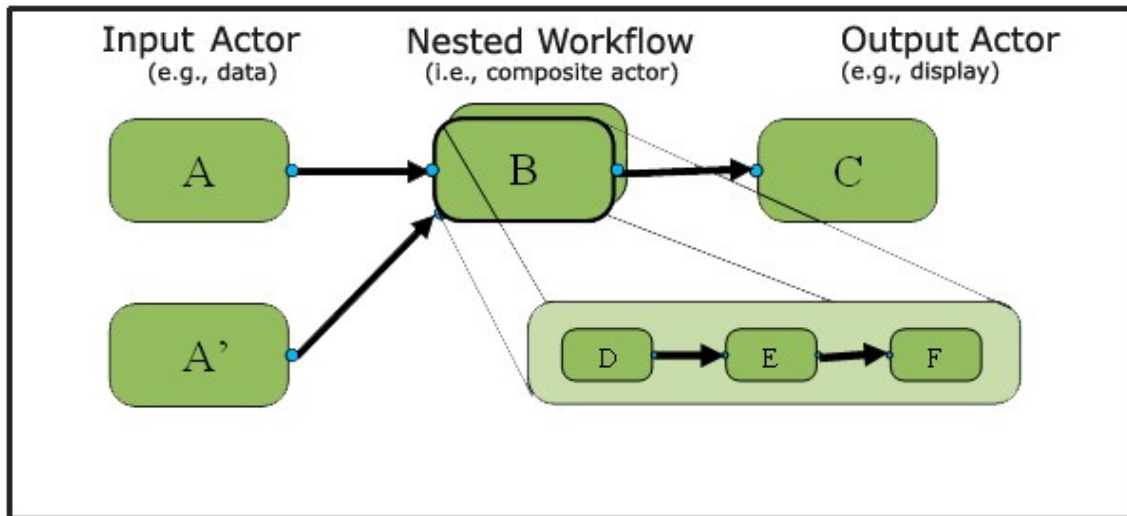 Input Actor
(e.g., data)
Nested Workflow
(i.e., composite actor)
Output Actor
(e.g., display)
A
B
C
A’
D
E
F